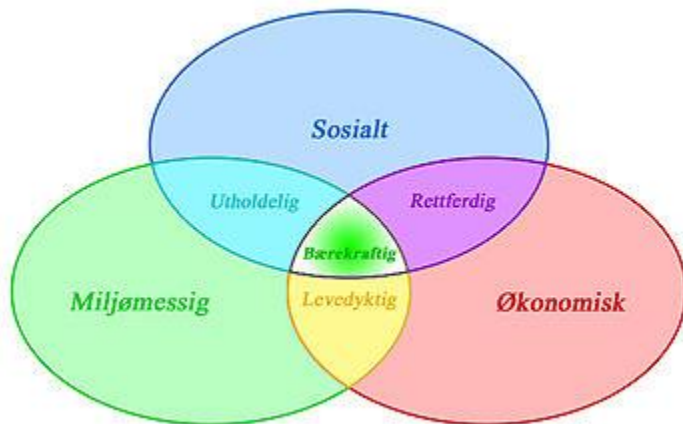 Sosialt
Utholdelig
Rettferdig
Bærekraftig
Miljømessig
Levedyktig
Økonomisk